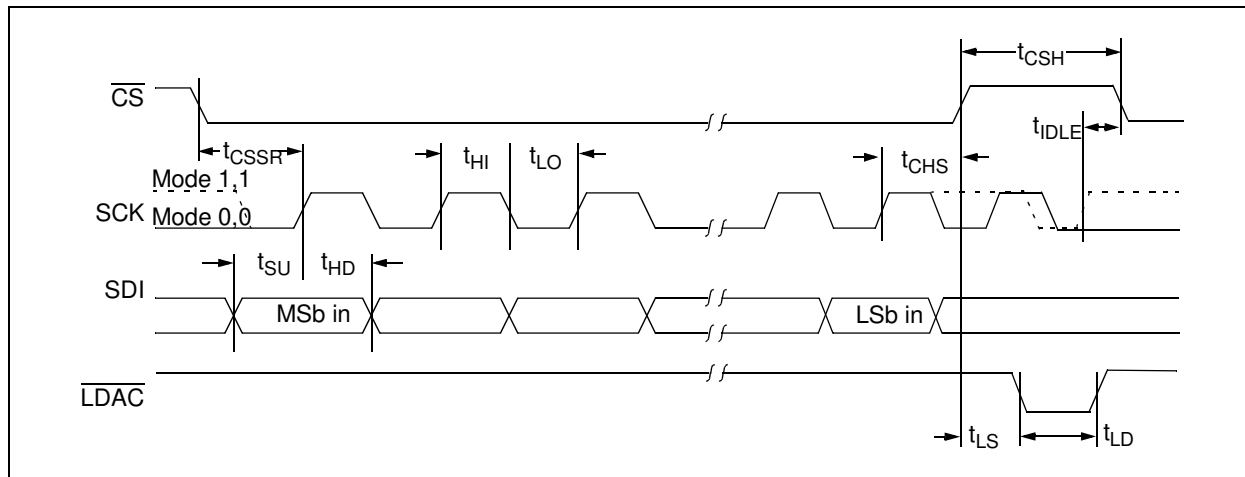 tCSH
CS
tIDLE
tCSSR
tHI
tLO
tCHS
Mode 1,1
SCK
Mode 0,0
tSU
tHD
SDI
MSb in
LSb in
LDAC
tLS
tLD